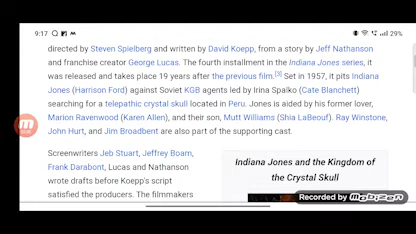 9:17
29%
directed by Steven Spielberg and written by David Koepp, from a story by Jeff Nathanson
and franchise creator George Lucas. The fourth installment in the Indiana Jones series, it
was released and takes place 19 years after the previous film.[3] Set in 1957, it pits Indiana
Jones (Harrison Ford) against Soviet KGB agents led by Irina Spalko (Cate Blanchett)
searching for a telepathic crystal skull located in Peru. Jones is aided by his former lover,
Marion Ravenwood (Karen Allen), and their son, Mutt Williams (Shia LaBeouf). Ray Winstone,
John Hurt, and Jim Broadbent are also part of the supporting cast.
Screenwriters Jeb Stuart, Jeffrey Boam,
Frank Darabont, Lucas and Nathanson
wrote drafts before Koepp's script
satisfied the producers. The filmmakers
Indiana Jones and the Kingdom of
the Crystal Skull
Recorded by Mobizen